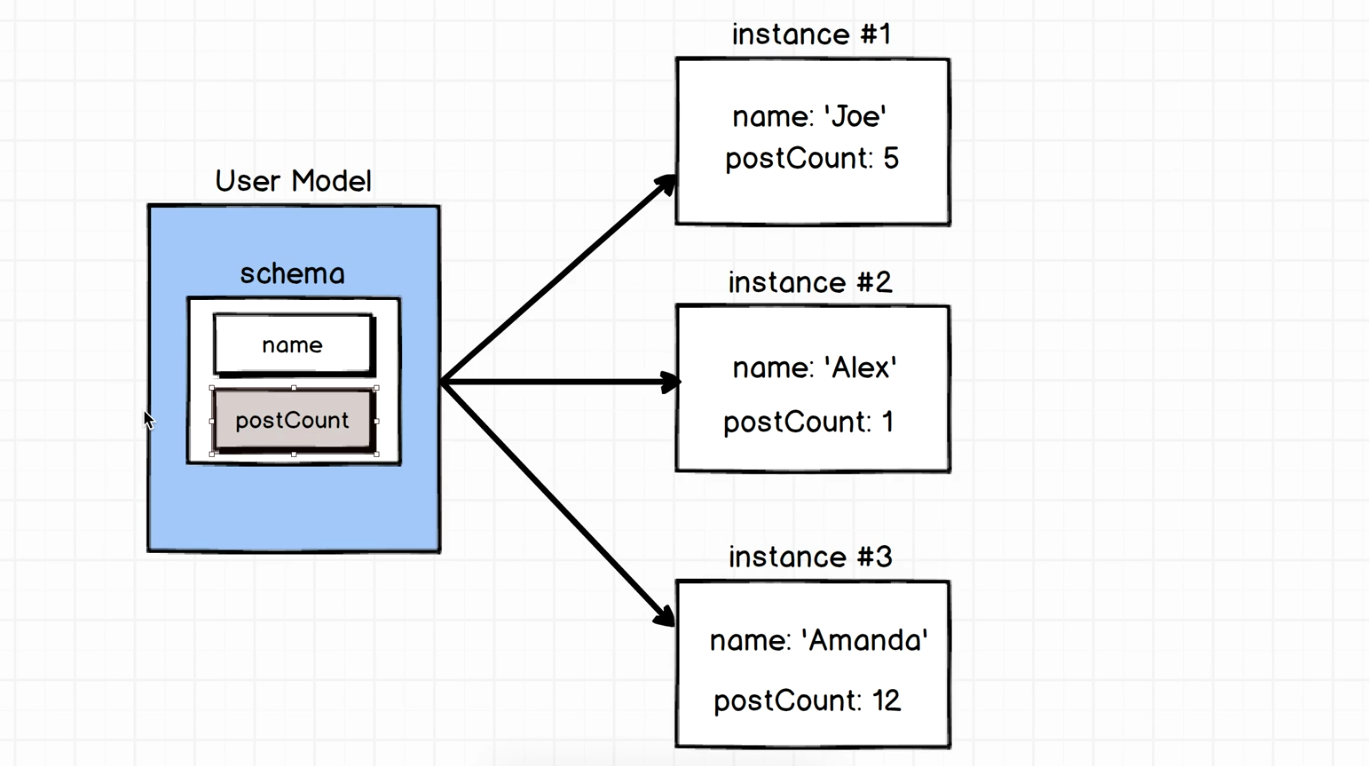 User Model
schema
name
postCount
instance #1
name: 'Joe'
postCount: 5
instance #2
name: 'Alex'
postCount: 1
instance #3
name: 'Amanda'
postCount: 12